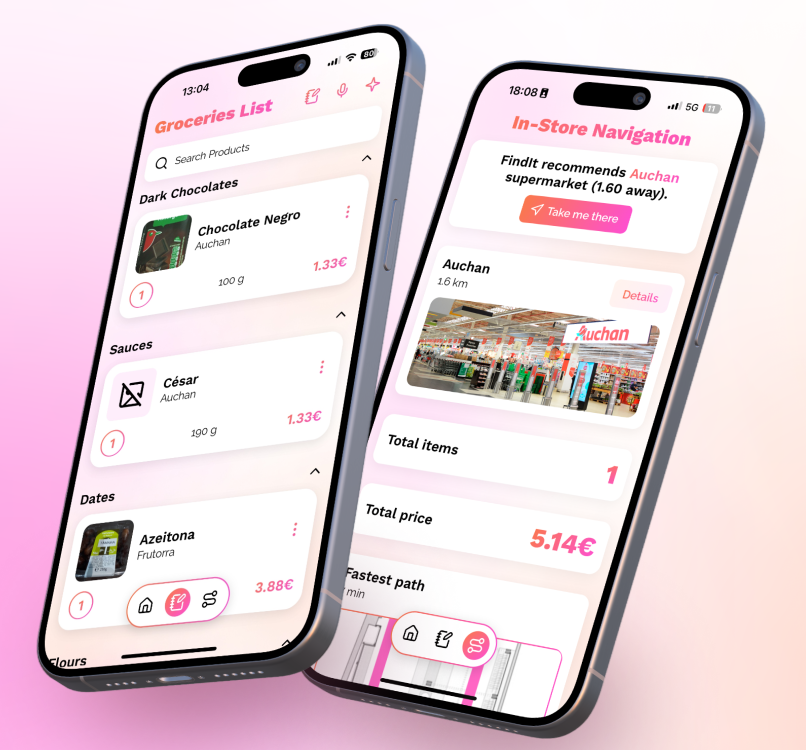 13:04
80
Groceries List
Search Products
Dark Chocolates
Chocolate Negro
Auchan
1.33€
1
100 g
Sauces
César
Auchan
1.33€
1
190 g
Dates
Azeitona
Frutorra
3.88€
1
Flours
18:08
5G
11
In-Store Navigation
FindIt recommends Auchan
supermarket (1.60 away).
Take me there
Auchan
1.6 km
Details
Auchan
Total items
1
Total price
5.14€
Fastest path
min